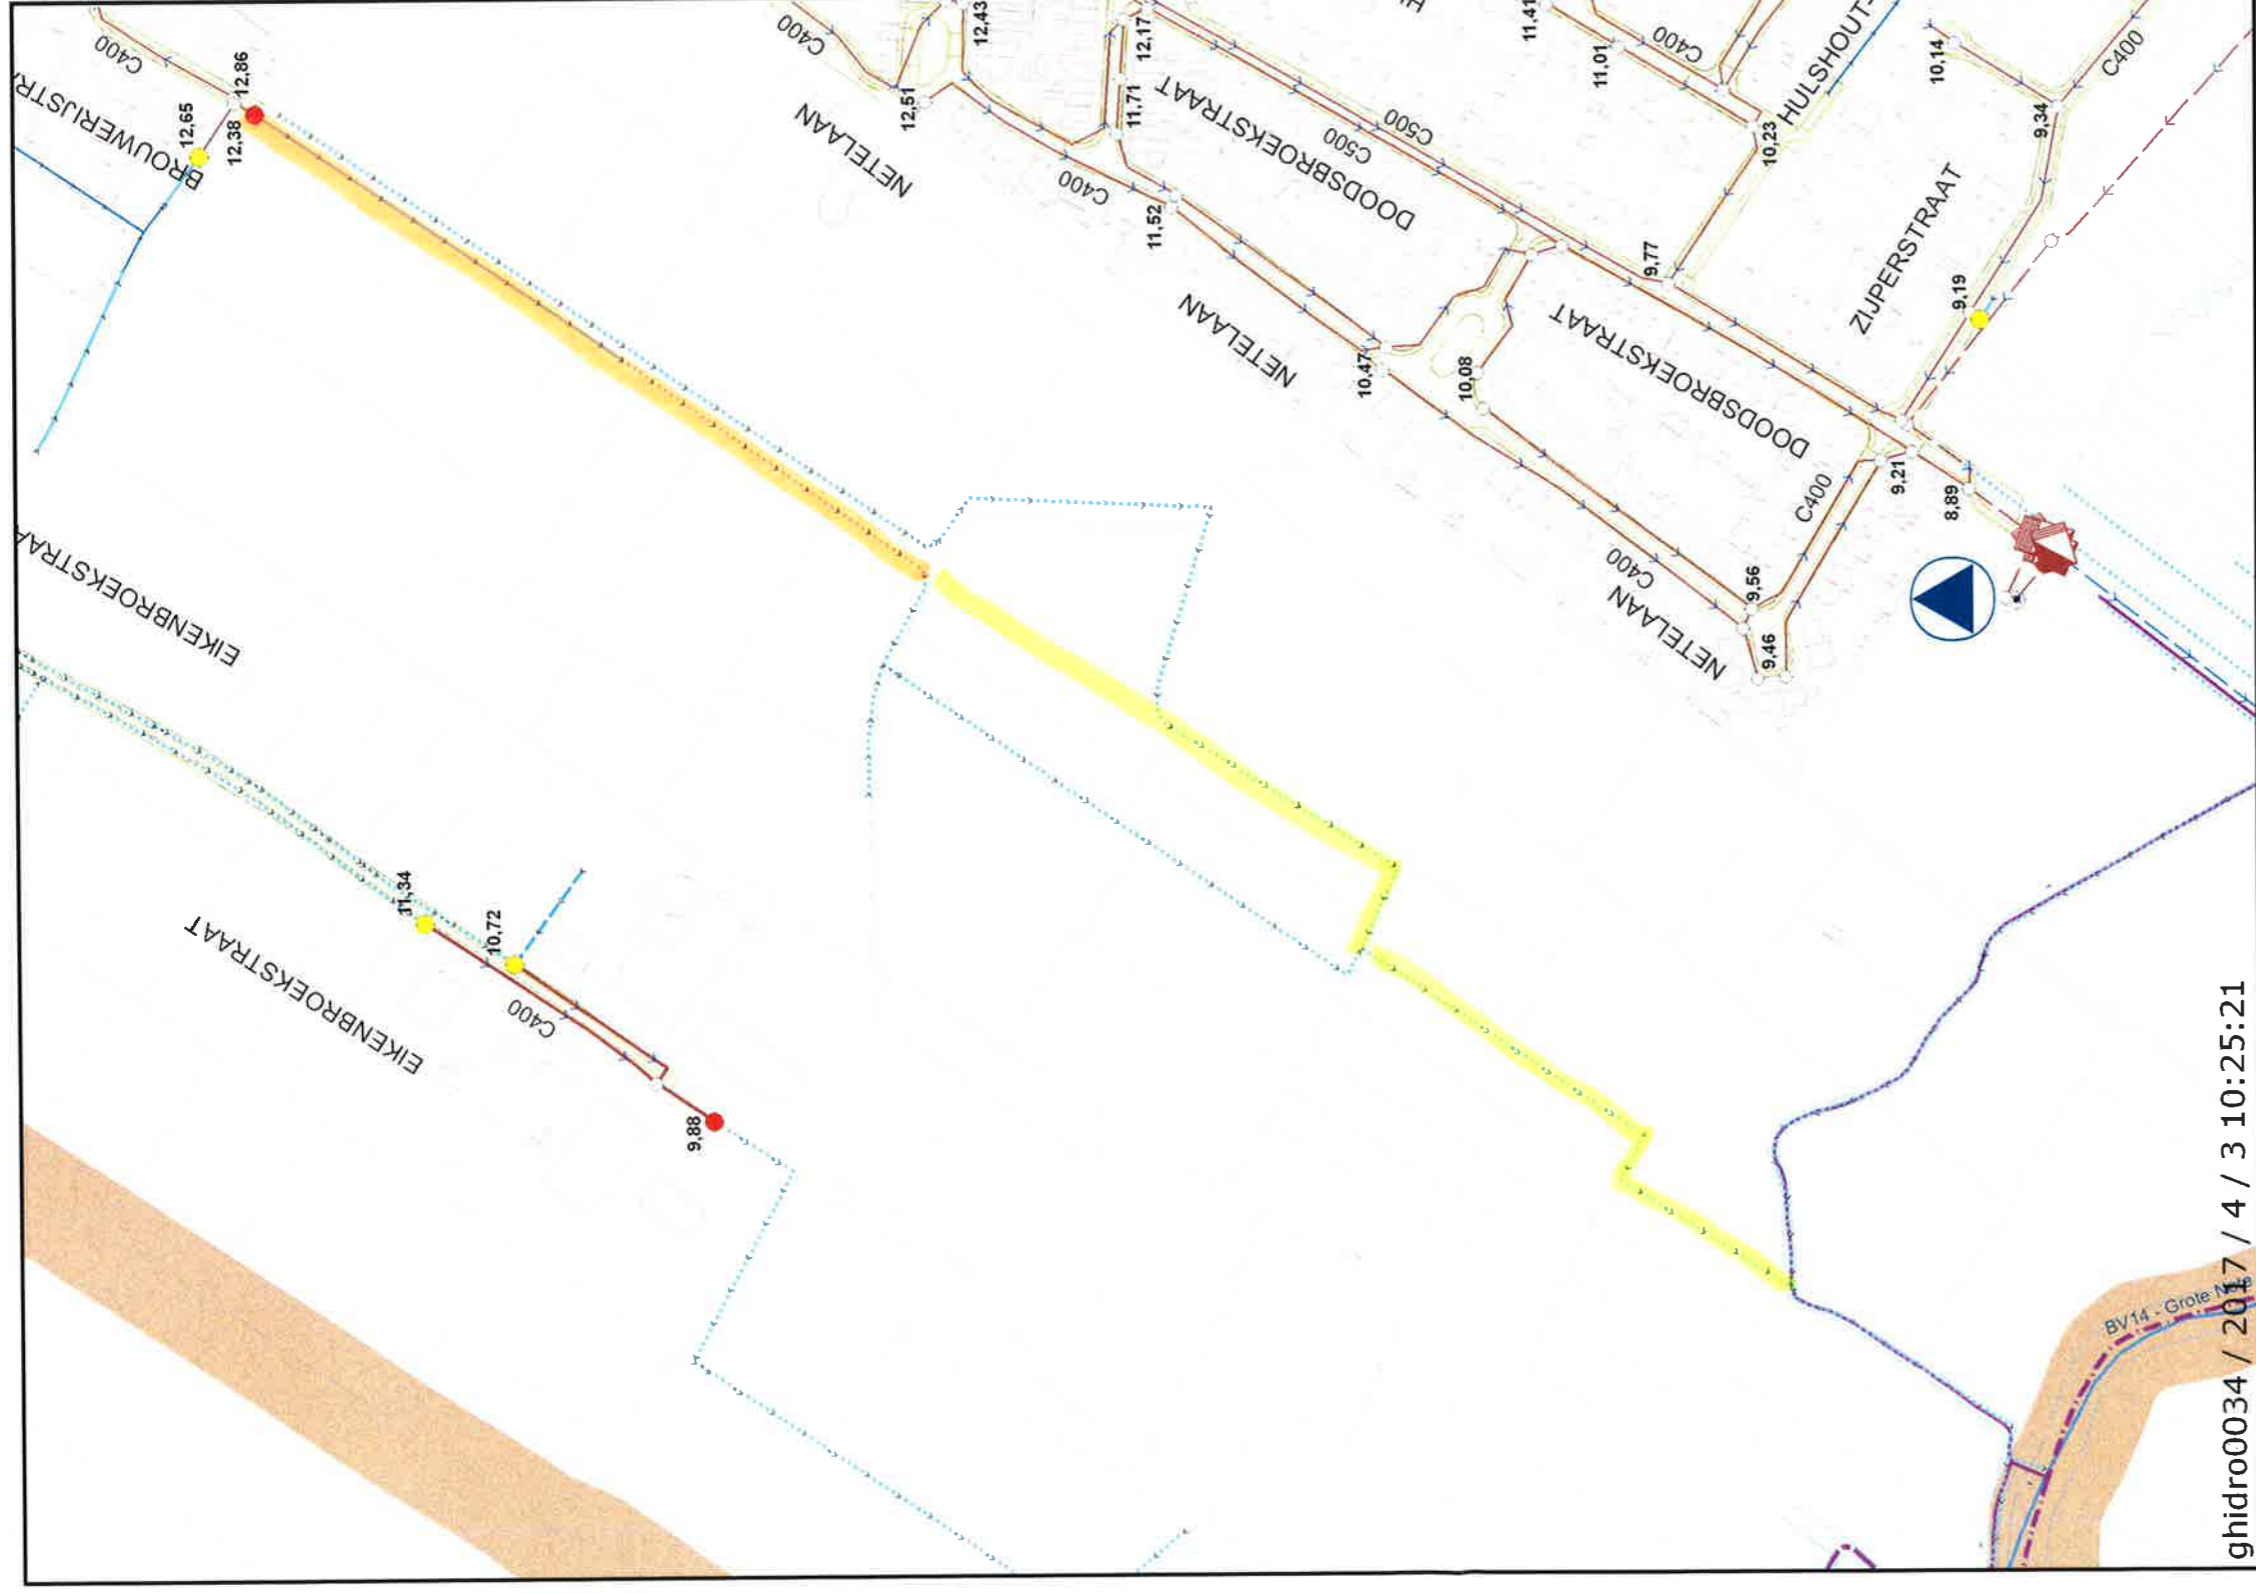 C400
BROUWERIJSTR
12,65
12,38
12,86
C400
12,51
12,43
NETELAAN
11,71
12,17
DOODSBROEKSTRAAT
C500
C500
C400
11,52
11,41
11,01
C400
10,23
HULSHOUT-
10,14
9,34
C400
ZIJPERSTRAAT
9,77
9,19
NETELAAN
10,47
10,08
DOODSBROEKSTRAAT
C400
9,21
8,89
C400
NETELAAN
9,56
9,46
EIKENBROEKSTRAA
11,34
10,72
EIKENBROEKSTRAAT
C400
9,88
BV14 - Grote Nete
ghidro0034 / 2017 / 4 / 3 10:25:21